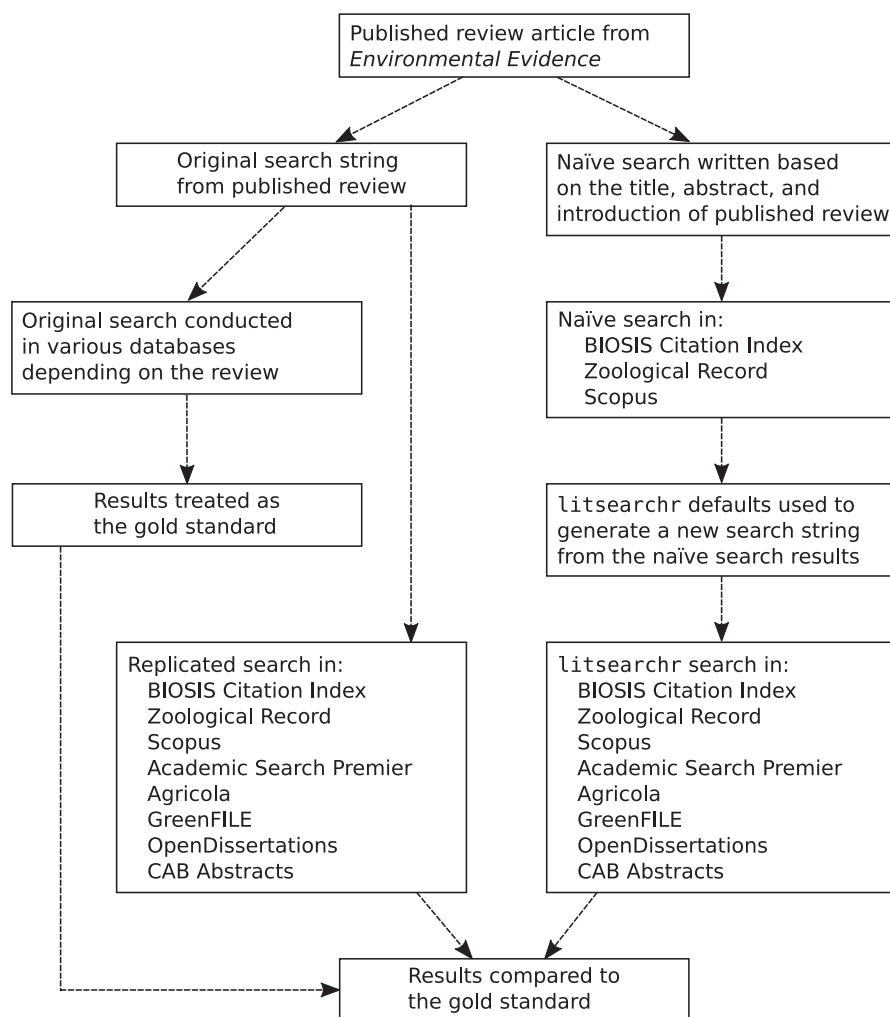 Published review article from
Environmental Evidence
Original search string
from published review
Naïve search written based
on the title, abstract, and
introduction of published review
Original search conducted
in various databases
depending on the review
Naïve search in:
BIOSIS Citation Index
Zoological Record
Scopus
Results treated as
the gold standard
litsearchr defaults used to
generate a new search string
from the naïve search results
Replicated search in:
BIOSIS Citation Index
Zoological Record
Scopus
Academic Search Premier
Agricola
GreenFILE
OpenDissertations
CAB Abstracts
litsearchr search in:
BIOSIS Citation Index
Zoological Record
Scopus
Academic Search Premier
Agricola
GreenFILE
OpenDissertations
CAB Abstracts
Results compared to
the gold standard